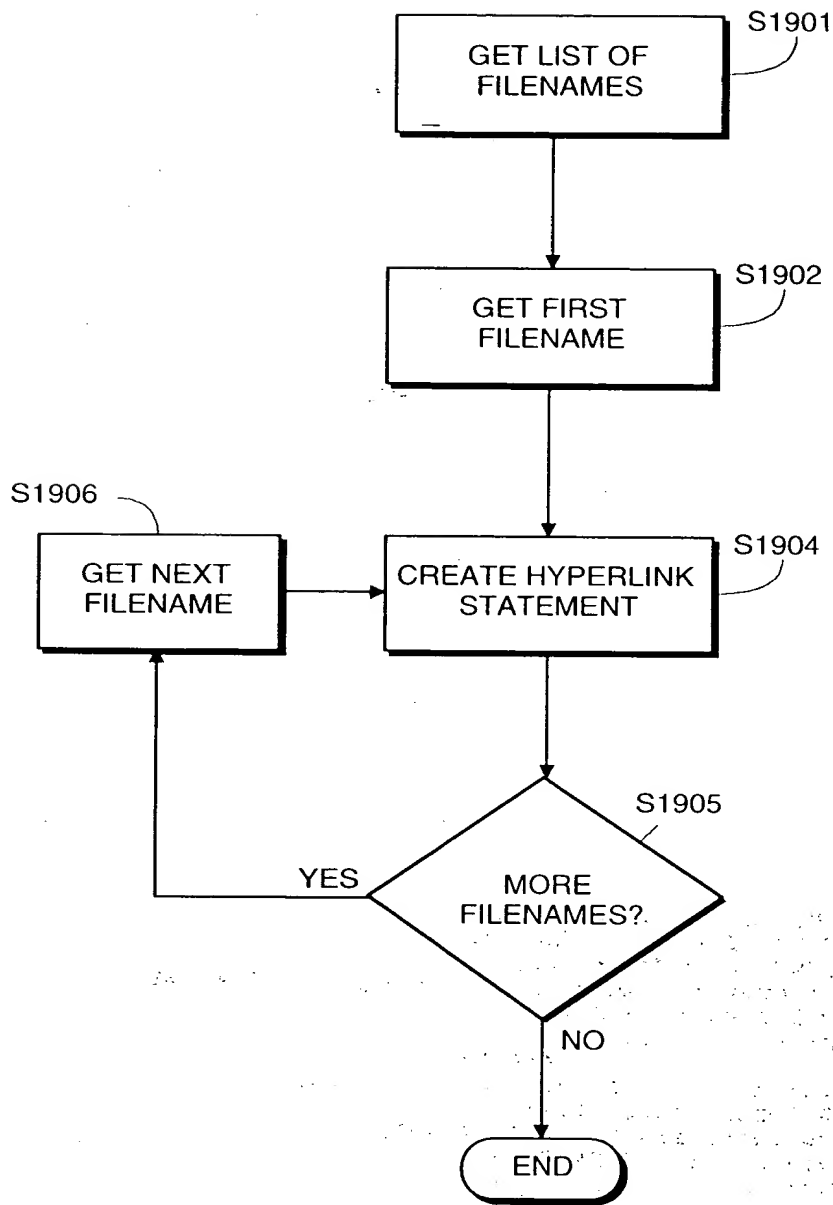 S1901
GET LIST OF
FILENAMES
S1902
GET FIRST
FILENAME
S1906
GET NEXT
FILENAME
S1904
CREATE HYPERLINK
STATEMENT
S1905
YES
MORE
FILENAMES?
NO
END